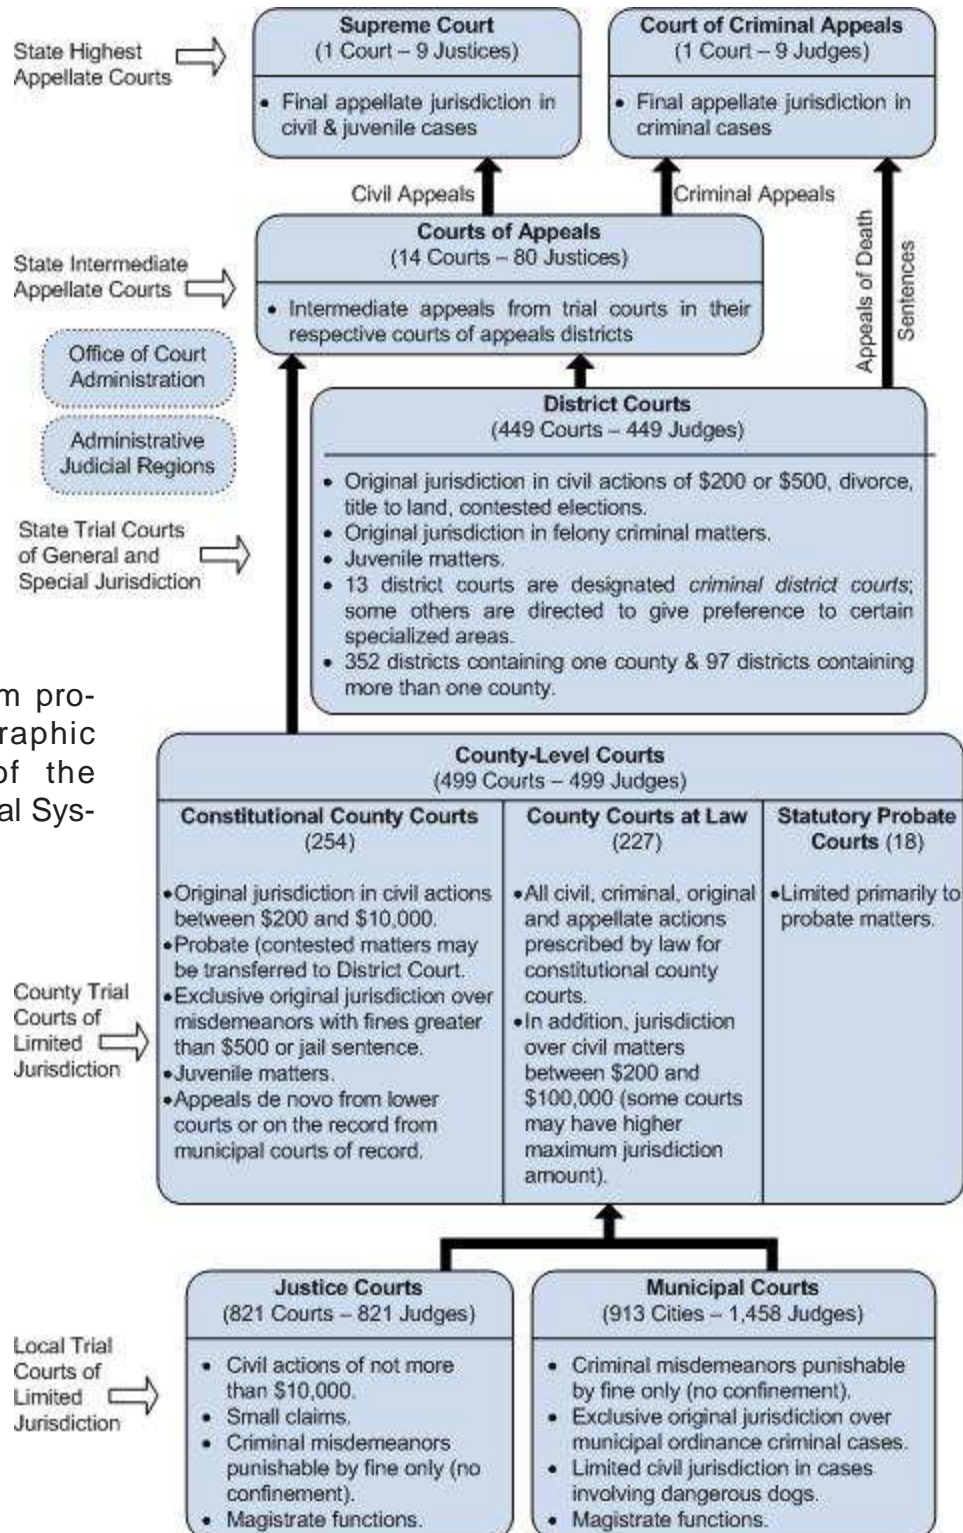 Supreme Court
(1 Court – 9 Justices)
• Final appellate jurisdiction in
civil & juvenile cases
Court of Criminal Appeals
(1 Court – 9 Judges)
• Final appellate jurisdiction in
criminal cases
State Highest
Appellate Courts
Civil Appeals
Criminal Appeals
Appeals of Death
Sentences
Courts of Appeals
(14 Courts – 80 Justices)
• Intermediate appeals from trial courts in their
respective courts of appeals districts
State Intermediate
Appellate Courts
Office of Court
Administration
Administrative
Judicial Regions
District Courts
(449 Courts – 449 Judges)
• Original jurisdiction in civil actions of $200 or $500, divorce,
title to land, contested elections.
• Original jurisdiction in felony criminal matters.
• Juvenile matters.
• 13 district courts are designated criminal district courts;
some others are directed to give preference to certain
specialized areas.
• 352 districts containing one county & 97 districts containing
more than one county.
State Trial Courts
of General and
Special Jurisdiction
m pro-
raphic
of the
al Sys-
County-Level Courts
(499 Courts – 499 Judges)
Constitutional County Courts
(254)
•Original jurisdiction in civil actions
between $200 and $10,000.
•Probate (contested matters may
be transferred to District Court.
•Exclusive original jurisdiction over
misdemeanors with fines greater
than $500 or jail sentence.
•Juvenile matters.
•Appeals de novo from lower
courts or on the record from
municipal courts of record.
County Courts at Law
(227)
•All civil, criminal, original
and appellate actions
prescribed by law for
constitutional county
courts.
•In addition, jurisdiction
over civil matters
between $200 and
$100,000 (some courts
may have higher
maximum jurisdiction
amount).
Statutory Probate
Courts (18)
•Limited primarily to
probate matters.
County Trial
Courts of
Limited
Jurisdiction
Justice Courts
(821 Courts – 821 Judges)
• Civil actions of not more
than $10,000.
• Small claims.
• Criminal misdemeanors
punishable by fine only (no
confinement).
• Magistrate functions.
Municipal Courts
(913 Cities – 1,458 Judges)
• Criminal misdemeanors punishable
by fine only (no confinement).
• Exclusive original jurisdiction over
municipal ordinance criminal cases.
• Limited civil jurisdiction in cases
involving dangerous dogs.
• Magistrate functions.
Local Trial
Courts of
Limited
Jurisdiction